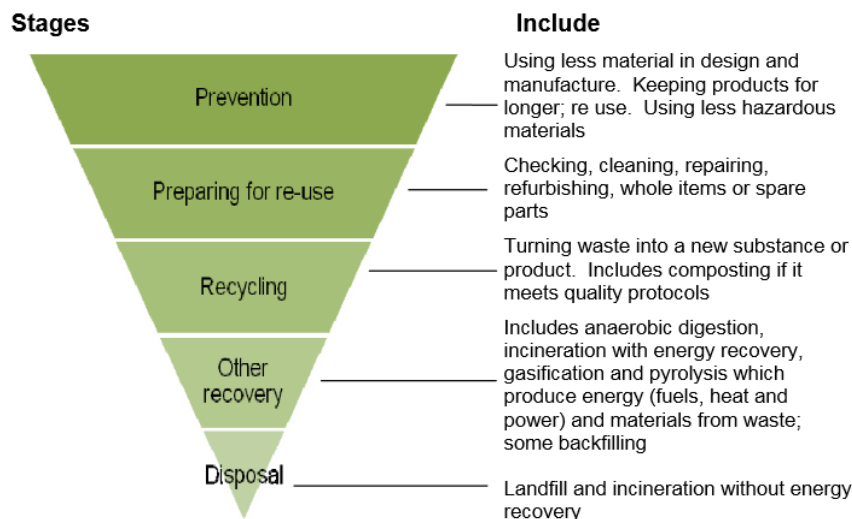 Stages
Include
Prevention
Using less material in design and
manufacture. Keeping products for
longer; re use. Using less hazardous
materials
Preparing for re-use
Checking, cleaning, repairing,
refurbishing, whole items or spare
parts
Recycling
Turning waste into a new substance or
product. Includes composting if it
meets quality protocols
Other
recovery
Includes anaerobic digestion,
incineration with energy recovery,
gasification and pyrolysis which
produce energy (fuels, heat and
power) and materials from waste;
some backfilling
Disposal
Landfill and incineration without energy
recovery